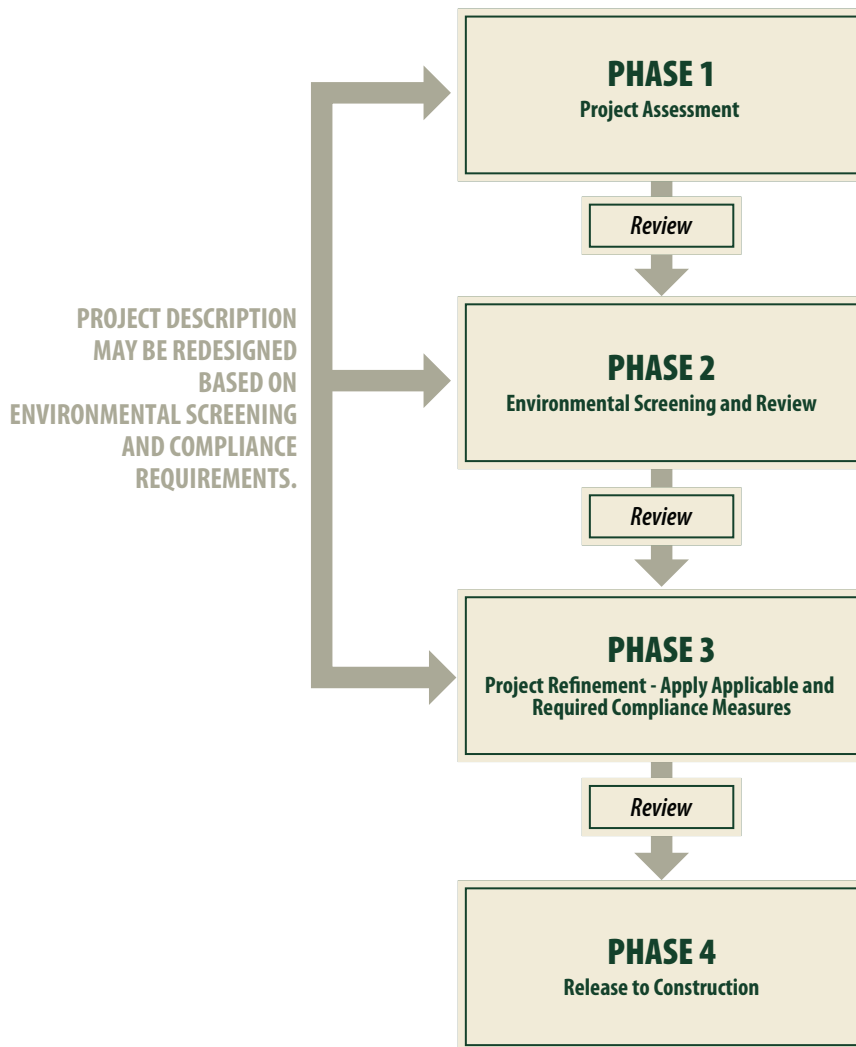 PHASE 1
Project Assessment
Review
PROJECT DESCRIPTION
MAY BE REDESIGNED
BASED ON
ENVIRONMENTAL SCREENING
AND COMPLIANCE
REQUIREMENTS.
PHASE 2
Environmental Screening and Review
Review
PHASE 3
Project Refinement - Apply Applicable and
Required Compliance Measures
Review
PHASE 4
Release to Construction